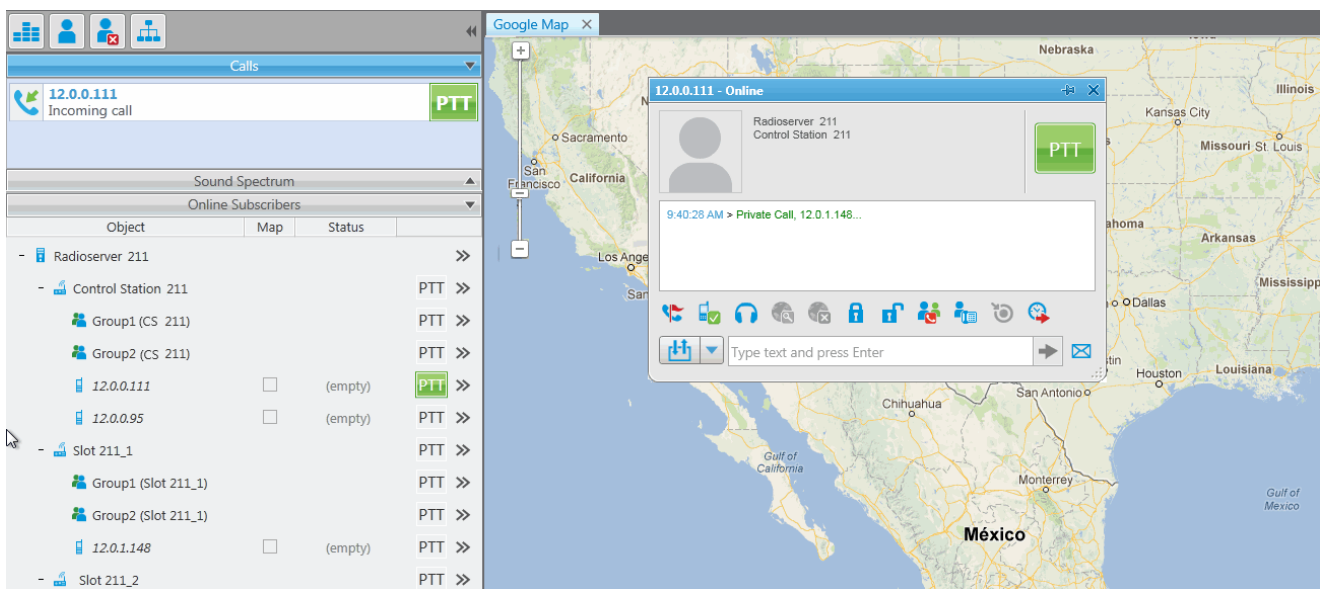 Google Map
Calls
12.0.0.111
Incoming call
PTT
Sound Spectrum
Online Subscribers
Object Map Status
- Radioserver 211
- Control Station 211 PTT
Group1 (CS 211) PTT
Group2 (CS 211) PTT
12.0.0.111 (empty) PTT
12.0.0.95 (empty) PTT
- Slot 211_1 PTT
Group1 (Slot 211_1) PTT
Group2 (Slot 211_1) PTT
12.0.1.148 (empty) PTT
- Slot 211_2 PTT
12.0.0.111 - Online
Radioserver 211
Control Station 211
PTT
9:40:28 AM > Private Call, 12.0.1.148...
Type text and press Enter
Nebraska
Illinois
Kansas City
Missouri
St. Louis
Sacramento
San
Francisco
California
ahoma
Arkansas
Los Ange
San
Mississipp
Dallas
stin
Houston
Louisiana
San Antonio
Chihuahua
Gulf of
California
Monterrey
Gulf of
Mexico
México